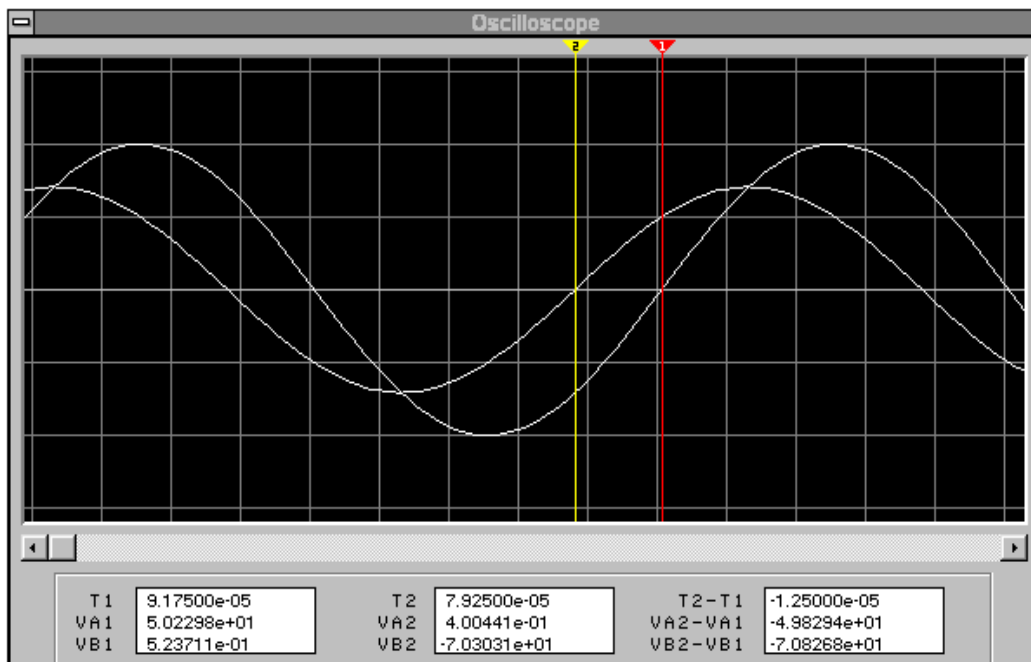 Oscilloscope
2 1
T1 9.17500e-05 T2 7.92500e-05 T2-T1 -1.25000e-05
VA1 5.02298e+01 VA2 4.00441e-01 VA2-VA1 -4.98294e+01
VB1 5.23711e-01 VB2 -7.03031e+01 VB2-VB1 -7.08268e+01